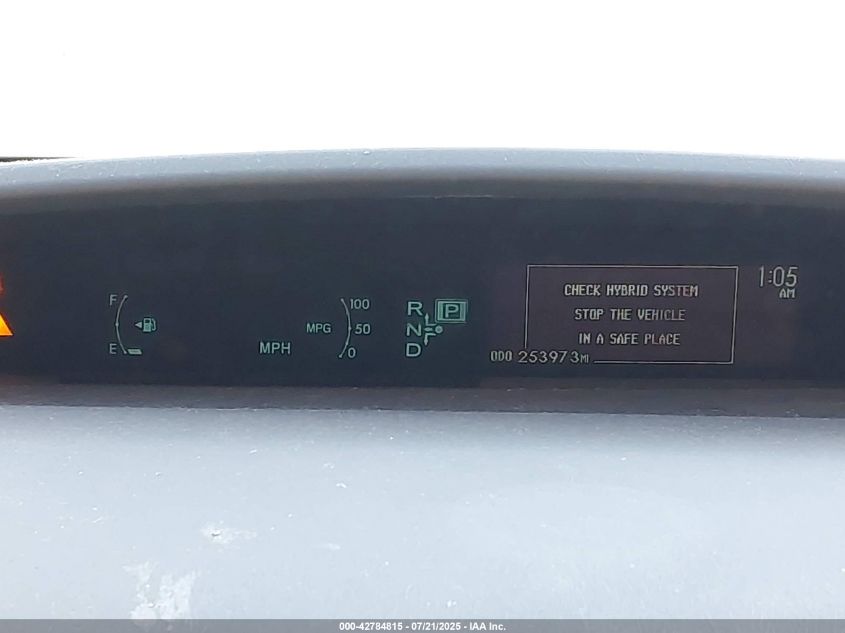 F
E
MPH
MPG
100
50
0
R
N
D
P
ODO 253973 MI
CHECK HYBRID SYSTEM
STOP THE VEHICLE
IN A SAFE PLACE
1:05
AM
000-42784815 - 07/21/2025 - IAA Inc.